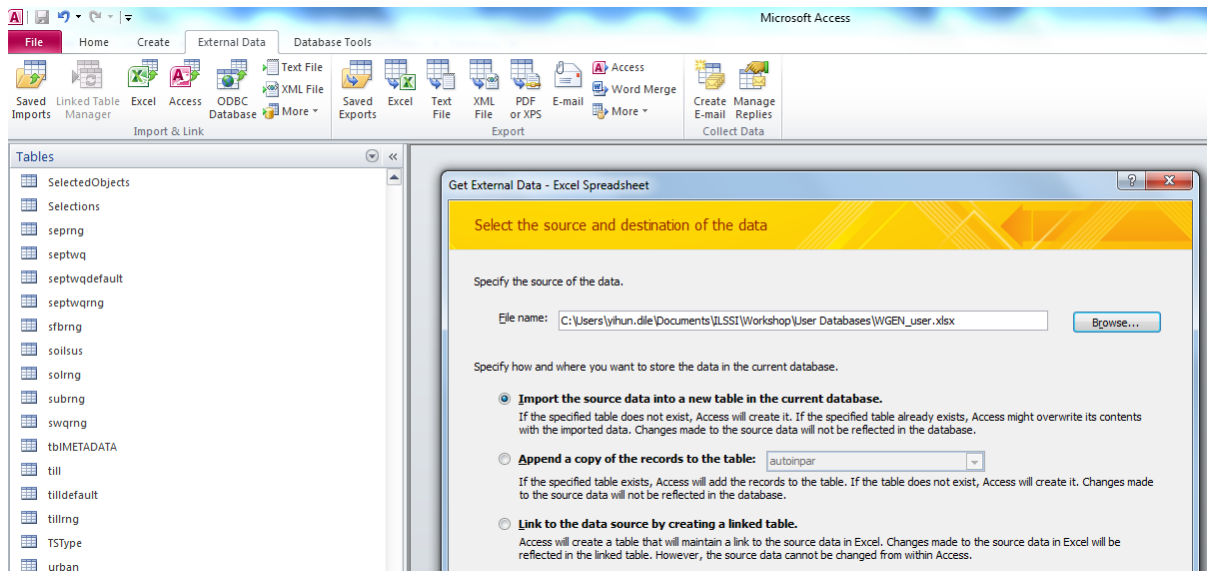 Microsoft Access
File Home Create External Data Database Tools
Saved Imports
Linked Table Manager
Excel
Access
ODBC Database
Text File
XML File
More
Import & Link
Saved Exports
Excel
Text File
XML File
PDF or XPS
E-mail
Access
Word Merge
More
Export
Create E-mail
Manage Replies
Collect Data
Tables
SelectedObjects
Selections
seprng
septwq
septwqdefault
septwqrng
sfbrng
soilsus
solrng
subrng
swqrng
tblMETADATA
till
tilldefault
tillrng
TSType
urban
Get External Data - Excel Spreadsheet
Select the source and destination of the data
Specify the source of the data.
File name: C:\Users\yihun.dile\Documents\ILSSI\Workshop\User Databases\WGEN_user.xlsx Browse...
Specify how and where you want to store the data in the current database.
Import the source data into a new table in the current database.
If the specified table does not exist, Access will create it. If the specified table already exists, Access might overwrite its contents
with the imported data. Changes made to the source data will not be reflected in the database.
Append a copy of the records to the table: autoinpar
If the specified table exists, Access will add the records to the table. If the table does not exist, Access will create it. Changes made
to the source data will not be reflected in the database.
Link to the data source by creating a linked table.
Access will create a table that will maintain a link to the source data in Excel. Changes made to the source data in Excel will be
reflected in the linked table. However, the source data cannot be changed from within Access.